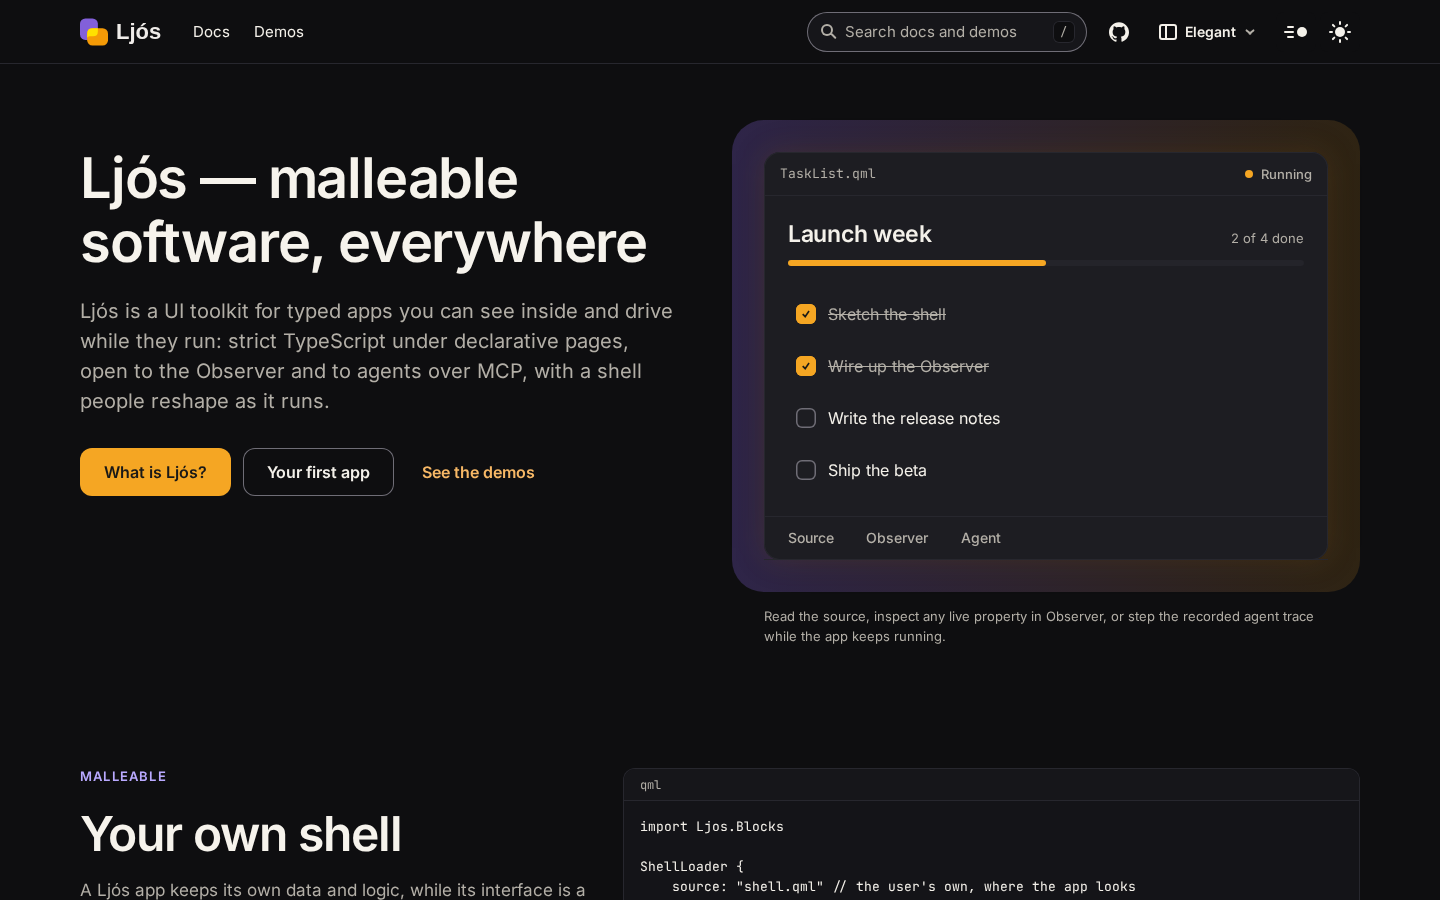 Ljós Docs Demos Search docs and demos / Elegant
Ljós — malleable
software, everywhere
Ljós is a UI toolkit for typed apps you can see inside and drive
while they run: strict TypeScript under declarative pages,
open to the Observer and to agents over MCP, with a shell
people reshape as it runs.
What is Ljós? Your first app See the demos
TaskList.qml Running
Launch week 2 of 4 done
Sketch the shell
Wire up the Observer
Write the release notes
Ship the beta
Source Observer Agent
Read the source, inspect any live property in Observer, or step the recorded agent trace
while the app keeps running.
MALLEABLE
Your own shell
A Ljós app keeps its own data and logic, while its interface is a
qml
import Ljos.Blocks
ShellLoader {
source: "shell.qml" // the user's own, where the app looks